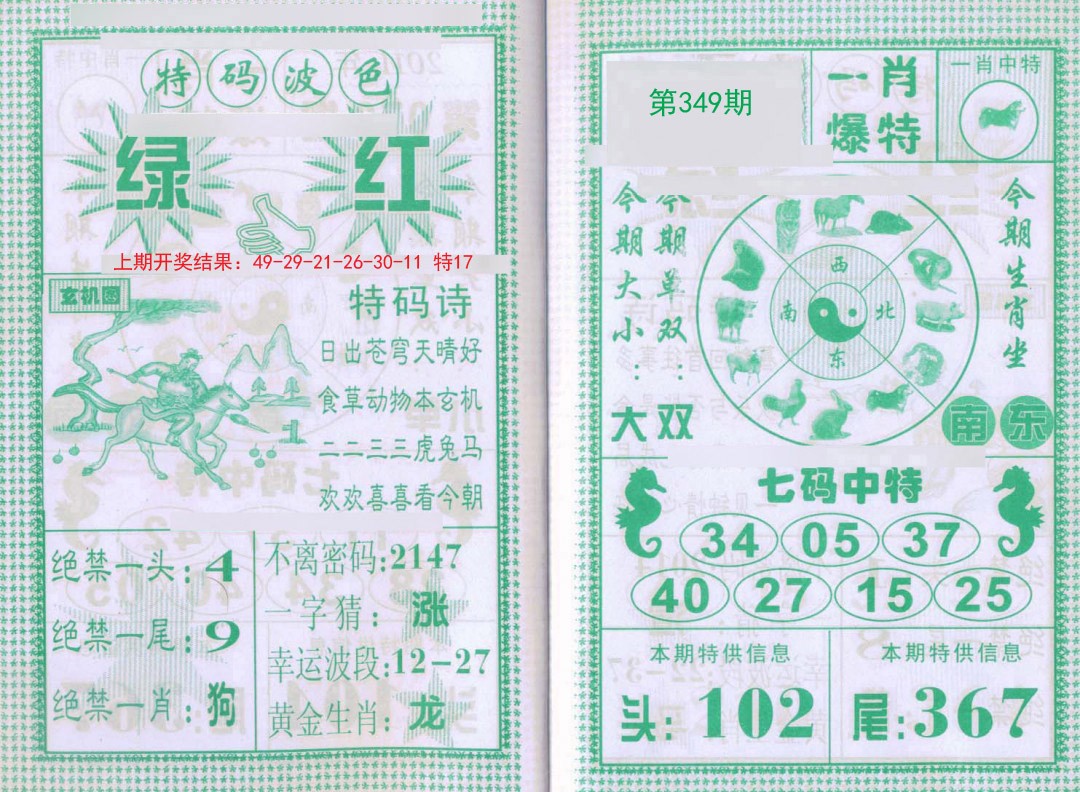 特码波色
绿 红
上期开奖结果：49-29-21-26-30-11 特17
玄机图
特码诗
日出苍穹天晴好
食草动物本玄机
二二三三虎兔马
欢欢喜喜看今朝
绝禁一头：4
绝禁一尾：9
绝禁一肖：狗
不离密码：2147
一字猜：涨
幸运波段：12-27
黄金生肖：龙
第349期
一肖
爆特
一肖中特
今期大小：大
今期单双：双
西
南 北
东
今期生肖坐
南 东
七码中特
34 05 37
40 27 15 25
本期特供信息
头：102
本期特供信息
尾：367